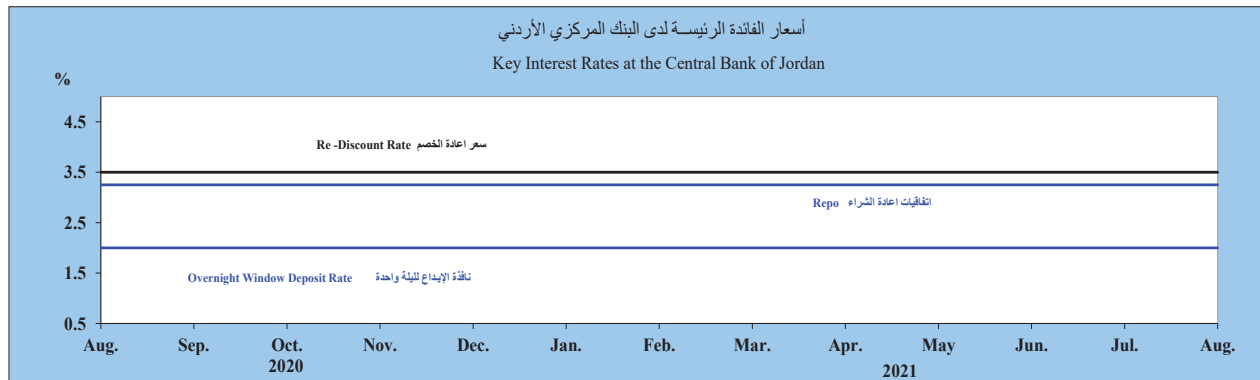 أسعار الفائدة الرئيســة لدى البنك المركزي الأردني
Key Interest Rates at the Central Bank of Jordan
%
4.5
Re -Discount Rate سعر اعادة الخصم
3.5
Repo اتفاقيات اعادة الشراء
2.5
1.5
Overnight Window Deposit Rate نافذة الإيداع لليلة واحدة
0.5
Aug. Sep. Oct. Nov. Dec. Jan. Feb. Mar. Apr. May Jun. Jul. Aug.
2020 2021